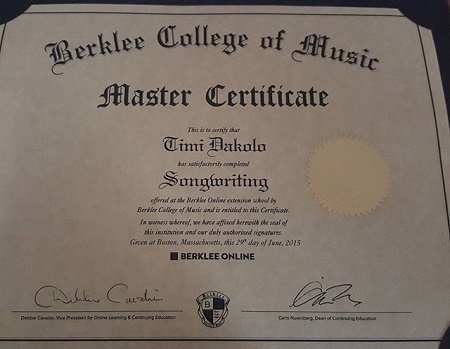 Berklee College of Music
Master Certificate
This is to certify that
Timi Dakolo
has satisfactorily completed
Songwriting
offered at the Berklee Online extension school by
Berklee College of Music and is entitled to this Certificate.
In witness whereof, we have affixed herewith the seal of
this institution and our duly authorized signatures.
Given at Boston, Massachusetts, this 29th day of June, 2015
BERKLEE ONLINE
Debbie Cavalier
Debbie Cavalier, Vice President for Online Learning & Continuing Education
BERKLEE
Carin Nuernberg, Dean of Continuing Education